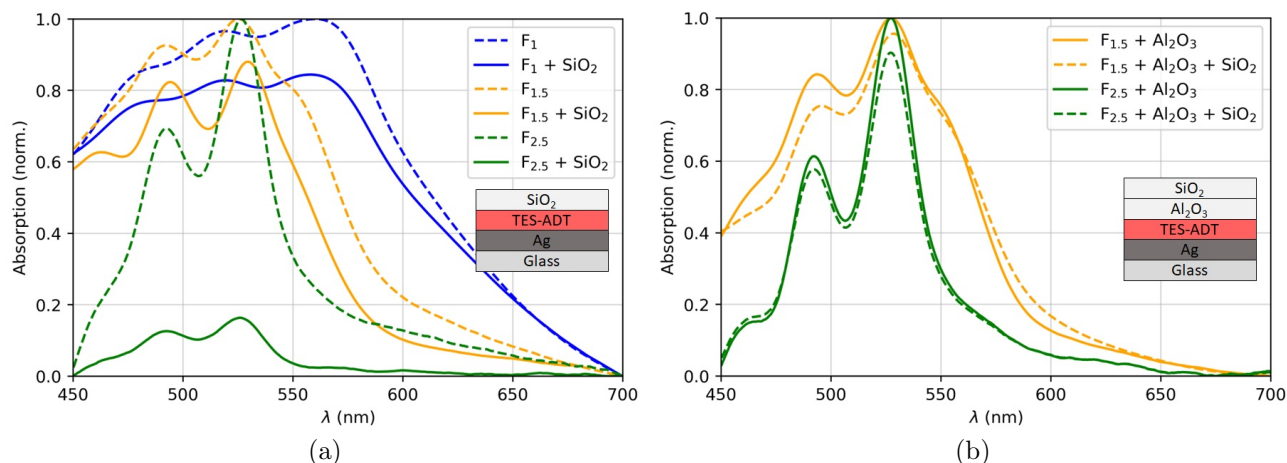 Absorption (norm.)
1.0
0.8
0.6
0.4
0.2
0.0
F₁
F₁ + SiO₂
F₁.₅
F₁.₅ + SiO₂
F₂.₅
F₂.₅ + SiO₂
SiO₂
TES-ADT
Ag
Glass
450 500 550 600 650 700
λ (nm)
(a)
Absorption (norm.)
1.0
0.8
0.6
0.4
0.2
0.0
F₁.₅ + Al₂O₃
F₁.₅ + Al₂O₃ + SiO₂
F₂.₅ + Al₂O₃
F₂.₅ + Al₂O₃ + SiO₂
SiO₂
Al₂O₃
TES-ADT
Ag
Glass
450 500 550 600 650 700
λ (nm)
(b)